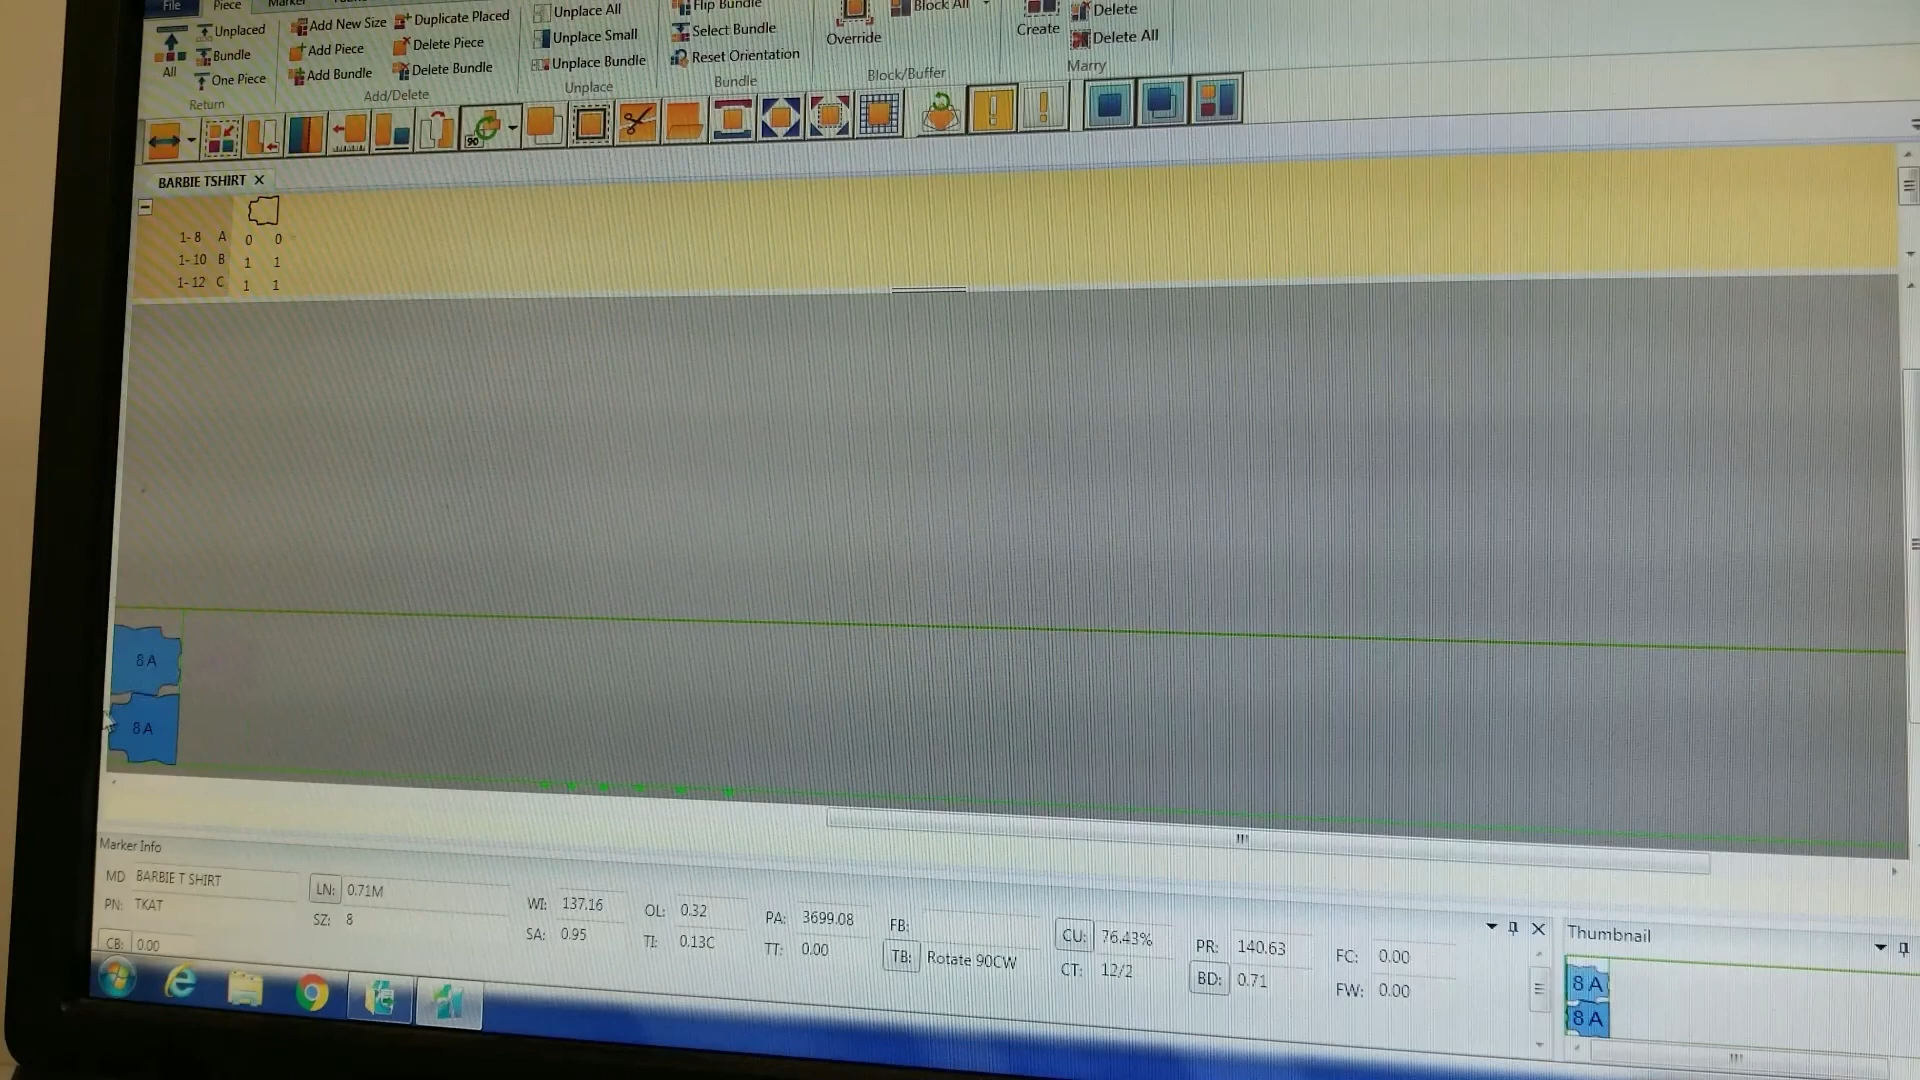 File Piece
All
Unplaced
Bundle
One Piece
Return
Add New Size
Add Piece
Add Bundle
Duplicate Placed
Delete Piece
Delete Bundle
Add/Delete
Unplace All
Unplace Small
Unplace Bundle
Unplace
Flip Bundle
Select Bundle
Reset Orientation
Bundle
Override
Block All
Block/Buffer
Create
Delete
Delete All
Marry
90
BARBIE TSHIRT
1- 8 A 0 0
1- 10 B 1 1
1- 12 C 1 1
8 A
8 A
Marker Info
MD BARBIE T SHIRT
PN: TKAT
CB: 0.00
LN: 0.71M
SZ: 8
WI: 137.16
SA: 0.95
OL: 0.32
TI: 0.13C
PA: 3699.08
TT: 0.00
FB:
TB: Rotate 90CW
CU: 76.43%
CT: 12/2
PR: 140.63
BD: 0.71
FC: 0.00
FW: 0.00
Thumbnail
8 A
8 A